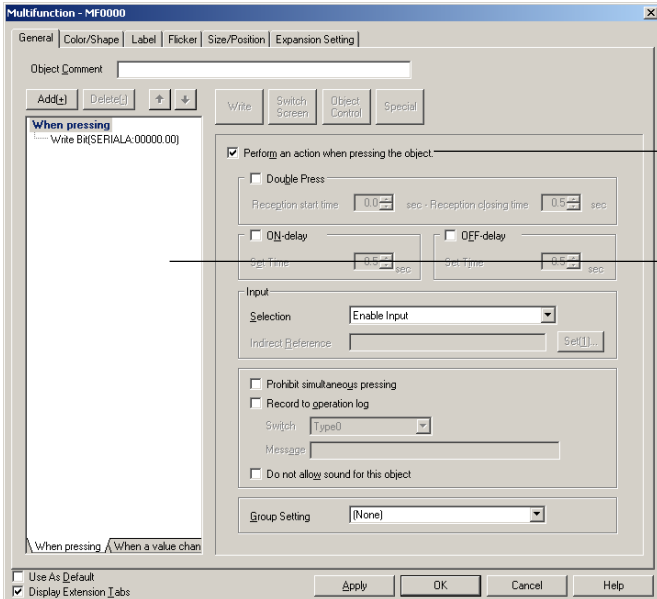 Multifunction - MF0000
General Color/Shape Label Flicker Size/Position Expansion Setting
Object Comment
Add(+) Delete(-)
Write Switch Screen Object Control Special
When pressing
Write Bit(SERIALA:00000.00)
Perform an action when pressing the object.
Double Press
Reception start time 0.0 sec - Reception closing time 0.5 sec
ON-delay OFF-delay
Set Time 0.5 sec Set Time 0.5 sec
Input
Selection Enable Input
Indirect Reference Set(1)...
Prohibit simultaneous pressing
Record to operation log
Switch Type0
Message
Do not allow sound for this object
Group Setting (None)
When pressing When a value chan
Use As Default
Display Extension Tabs
Apply OK Cancel Help